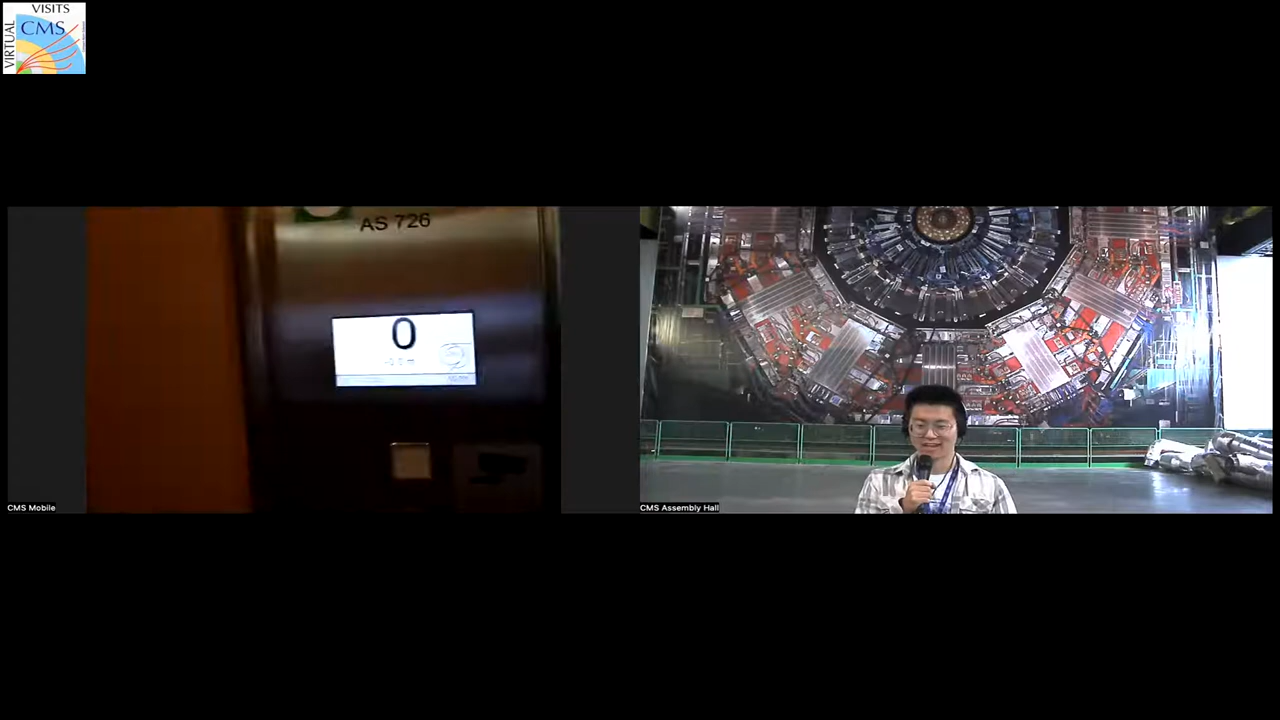 VISITS
CMS
VIRTUAL
AS 726
0
CMS Mobile
CMS Assembly Hall